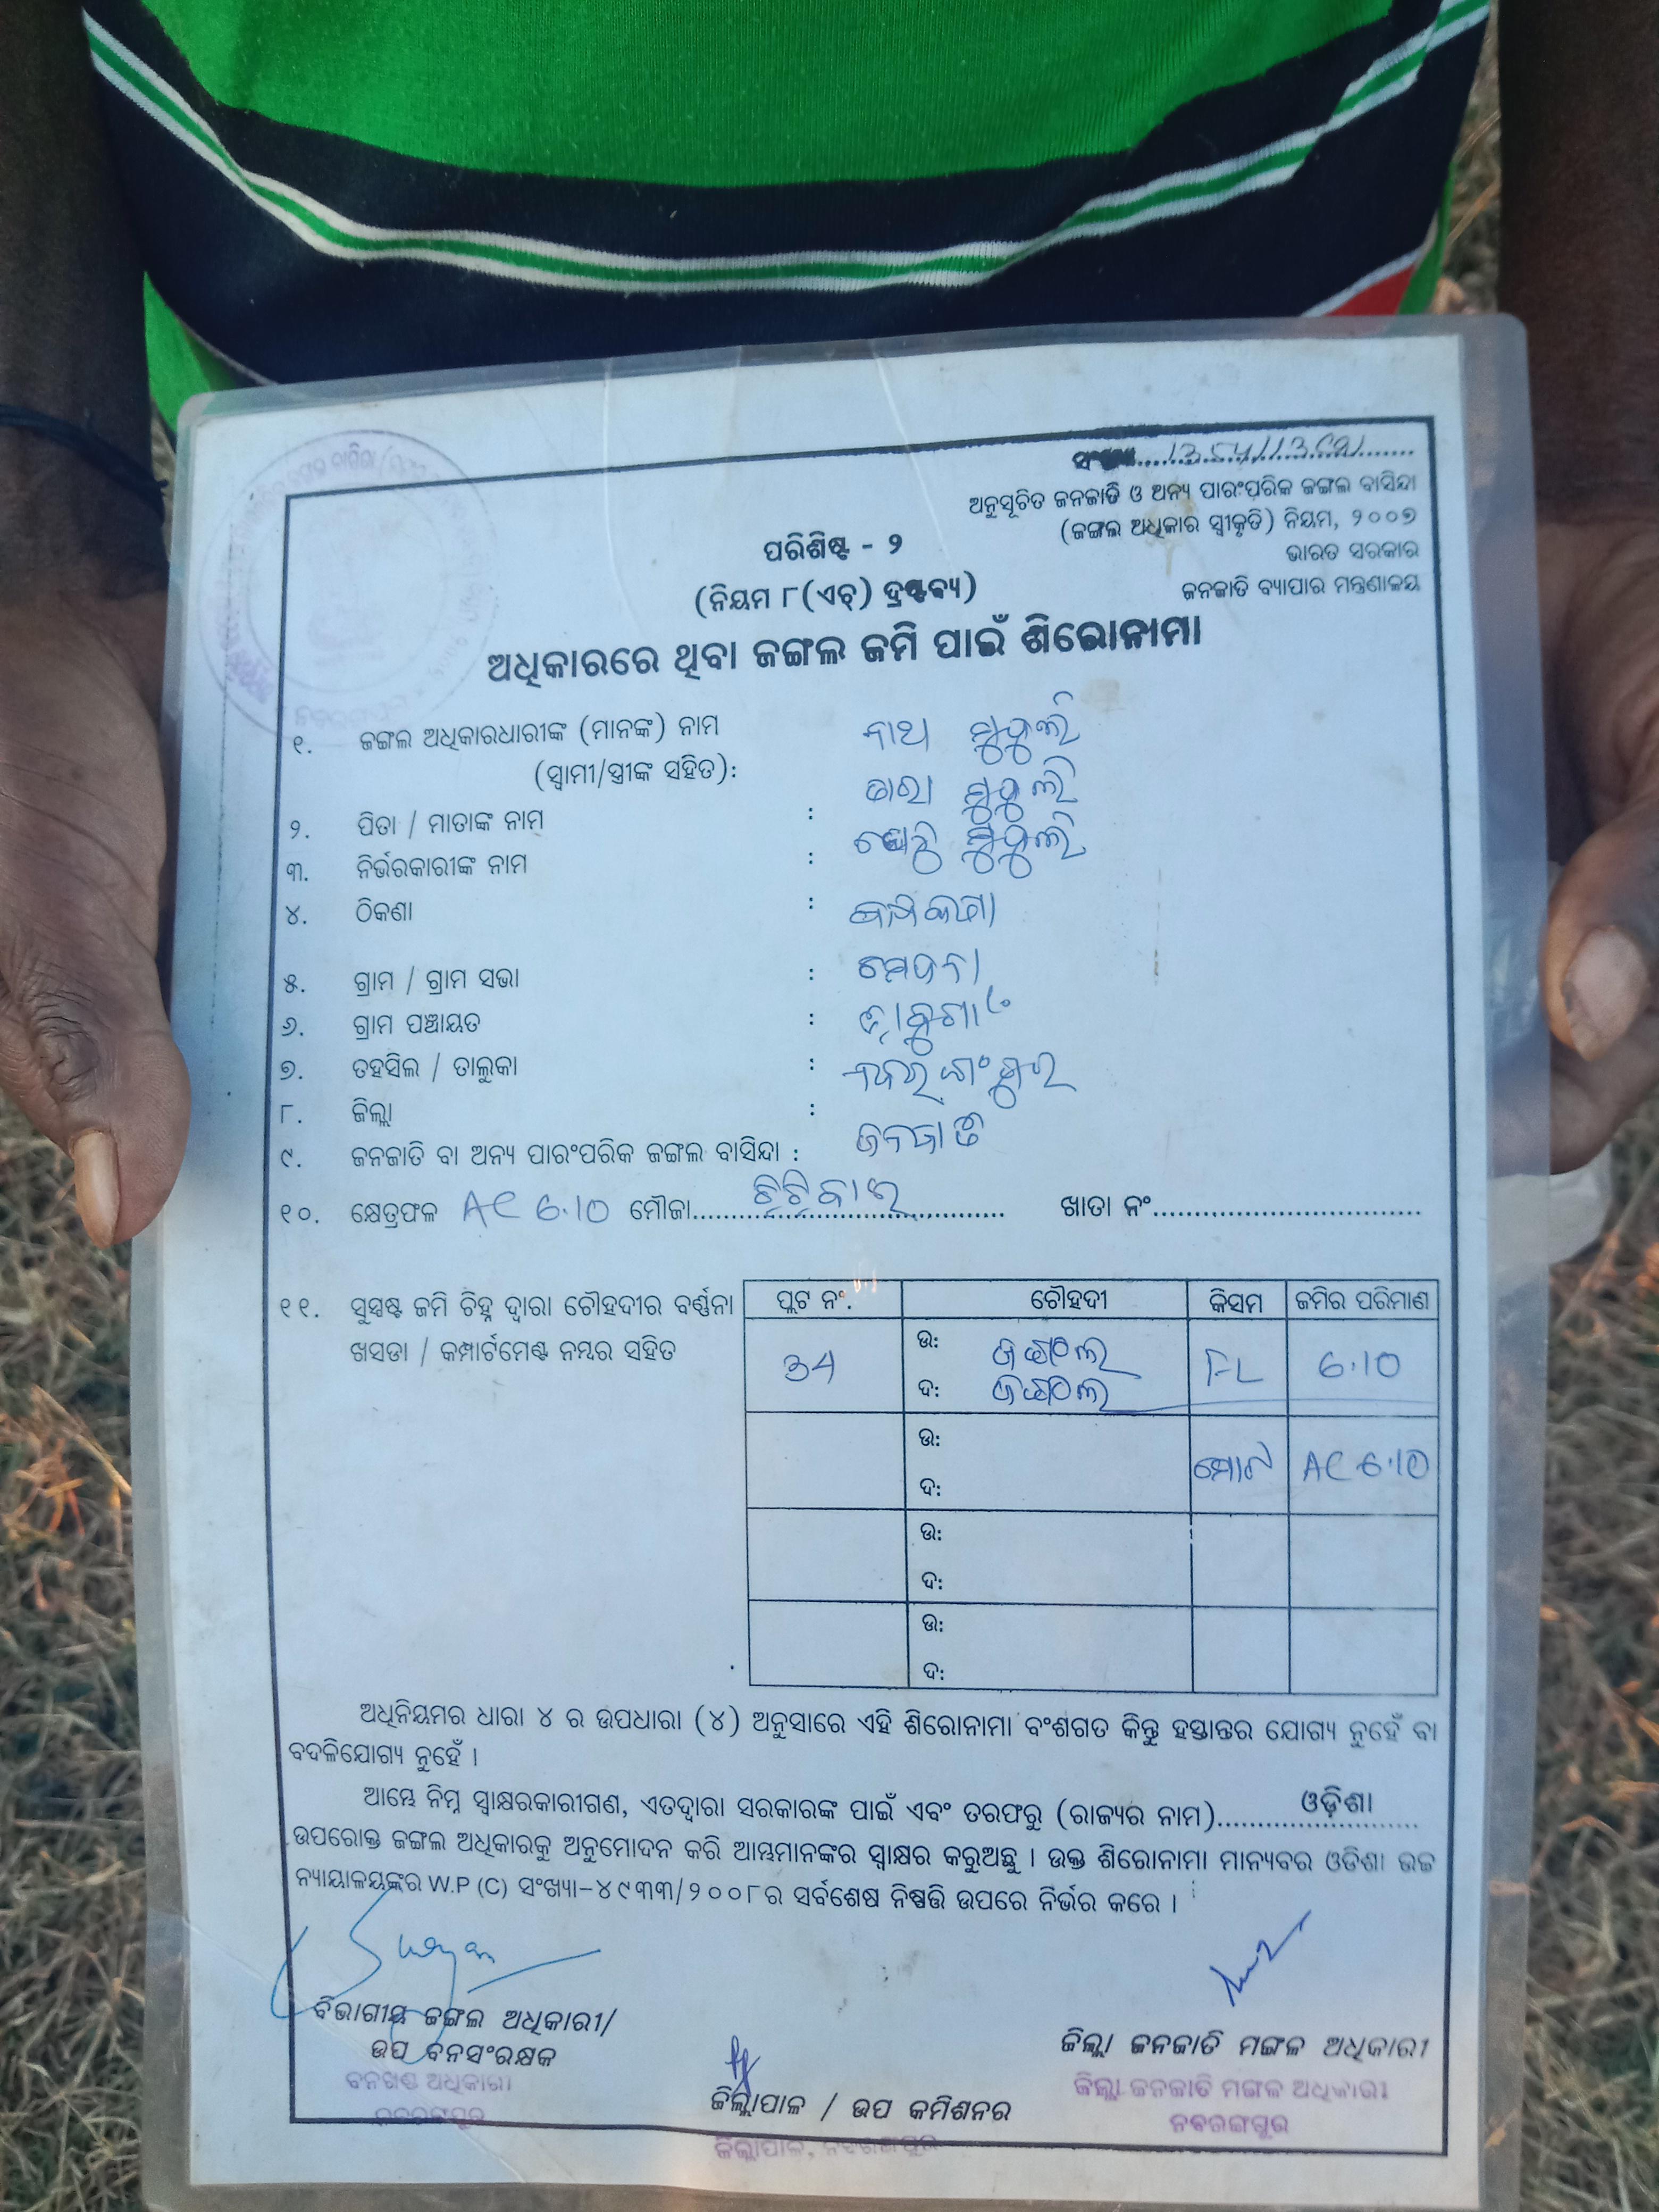 ଅନୁସୂଚିତ ଜନଜାତି ଓ ଅନ୍ୟ ପାରଂପରିକ ଜଙ୍ଗଲ ବାସିନ୍ଦା
(ଜଙ୍ଗଲ ଅଧିକାର ସ୍ୱୀକୃତି) ନିୟମ, ୨୦୦୭
ଭାରତ ସରକାର
ଜନଜାତି ବ୍ୟାପାର ମନ୍ତ୍ରଣାଳୟ
ପରିଶିଷ୍ଟ - ୨
(ନିୟମ ୮(ଏଚ୍) ଦ୍ରଷ୍ଟବ୍ୟ)
ଅଧିକାରରେ ଥିବା ଜଙ୍ଗଲ ଜମି ପାଇଁ ଶିରୋନାମା
୧. ଜଙ୍ଗଲ ଅଧିକାରଧାରୀଙ୍କ (ମାନଙ୍କ) ନାମ ନାଥ ମୁଦୁଲି
(ସ୍ୱାମୀ/ସ୍ତ୍ରୀଙ୍କ ସହିତ):
ତାରା ମୁଦୁଲି
୨. ପିତା / ମାତାଙ୍କ ନାମ : ମୁଦୁଲି
୩. ନିର୍ଭରକାରୀଙ୍କ ନାମ :
୪. ଠିକଣା :
୫. ଗ୍ରାମ / ଗ୍ରାମ ସଭା :
୬. ଗ୍ରାମ ପଞ୍ଚାୟତ :
୭. ତହସିଲ / ତାଲୁକା :
୮. ଜିଲ୍ଲା :
୯. ଜନଜାତି ବା ଅନ୍ୟ ପାରଂପରିକ ଜଙ୍ଗଲ ବାସିନ୍ଦା : ଜନଜାତି
୧୦. କ୍ଷେତ୍ରଫଳ AC 6.10 ମୌଜା ଖାତା ନଂ
୧୧. ସୁସ୍ପଷ୍ଟ ଜମି ଚିହ୍ନ ଦ୍ୱାରା ଚୌହଦୀର ବର୍ଣ୍ଣନା
ଖସଡା / କମ୍ପାର୍ଟମେଣ୍ଟ ନମ୍ବର ସହିତ
ପ୍ଲଟ ନଂ. ଚୌହଦୀ କିସମ ଜମିର ପରିମାଣ
34 ଉ: ଜଙ୍ଗଲ FL 6.10
ଦ: ଜଙ୍ଗଲ
ଉ: ମୋଟ AC 6.10
ଦ:
ଉ:
ଦ:
ଉ:
ଦ:
ଅଧିନିୟମର ଧାରା ୪ ର ଉପଧାରା (୪) ଅନୁସାରେ ଏହି ଶିରୋନାମା ବଂଶଗତ କିନ୍ତୁ ହସ୍ତାନ୍ତର ଯୋଗ୍ୟ ନୁହେଁ ବା
ବଦଳିଯୋଗ୍ୟ ନୁହେଁ ।
ଆମ୍ଭେ ନିମ୍ନ ସ୍ୱାକ୍ଷରକାରୀଗଣ, ଏତଦ୍ଦ୍ୱାରା ସରକାରଙ୍କ ପାଇଁ ଏବଂ ତରଫରୁ (ରାଜ୍ୟର ନାମ) ଓଡ଼ିଶା
ଉପରୋକ୍ତ ଜଙ୍ଗଲ ଅଧିକାରକୁ ଅନୁମୋଦନ କରି ଆମ୍ଭମାନଙ୍କର ସ୍ୱାକ୍ଷର କରୁଅଛୁ । ଉକ୍ତ ଶିରୋନାମା ମାନ୍ୟବର ଓଡିଶା ଉଚ୍ଚ
ନ୍ୟାୟାଳୟଙ୍କର W.P (C) ସଂଖ୍ୟା-୪୯୩୩/୨୦୦୮ର ସର୍ବଶେଷ ନିଷ୍ପତ୍ତି ଉପରେ ନିର୍ଭର କରେ ।
ବିଭାଗୀୟ ଜଙ୍ଗଲ ଅଧିକାରୀ/
ଉପ ବନସଂରକ୍ଷକ
ବନଖଣ୍ଡ ଅଧିକାରୀ
ନବରଙ୍ଗପୁର
ଜିଲ୍ଲାପାଳ / ଉପ କମିଶନର
ଜିଲ୍ଲାପାଳ, ନବରଙ୍ଗପୁର
ଜିଲ୍ଲା ଜନଜାତି ମଙ୍ଗଳ ଅଧିକାରୀ
ଜିଲ୍ଲା ଜନଜାତି ମଙ୍ଗଳ ଅଧିକାରୀ
ନବରଙ୍ଗପୁର